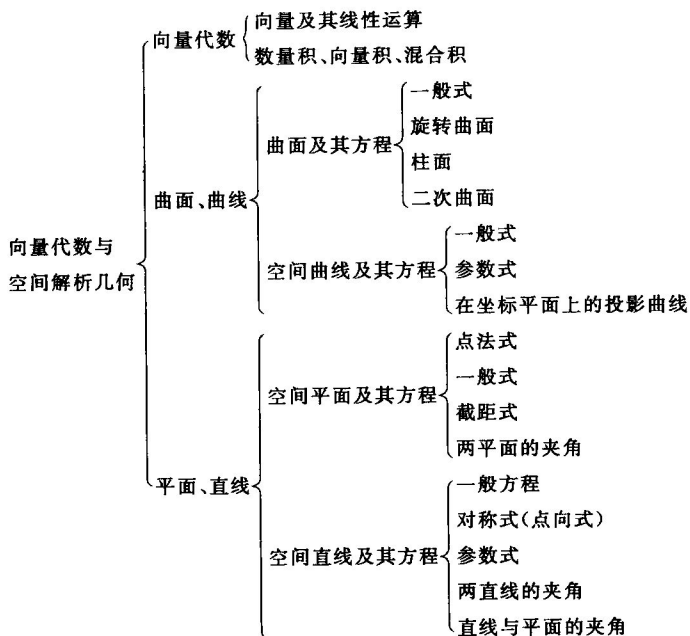 向量代数与
空间解析几何
向量代数
向量及其线性运算
数量积、向量积、混合积
曲面、曲线
曲面及其方程
一般式
旋转曲面
柱面
二次曲面
空间曲线及其方程
一般式
参数式
在坐标平面上的投影曲线
平面、直线
空间平面及其方程
点法式
一般式
截距式
两平面的夹角
空间直线及其方程
一般方程
对称式(点向式)
参数式
两直线的夹角
直线与平面的夹角